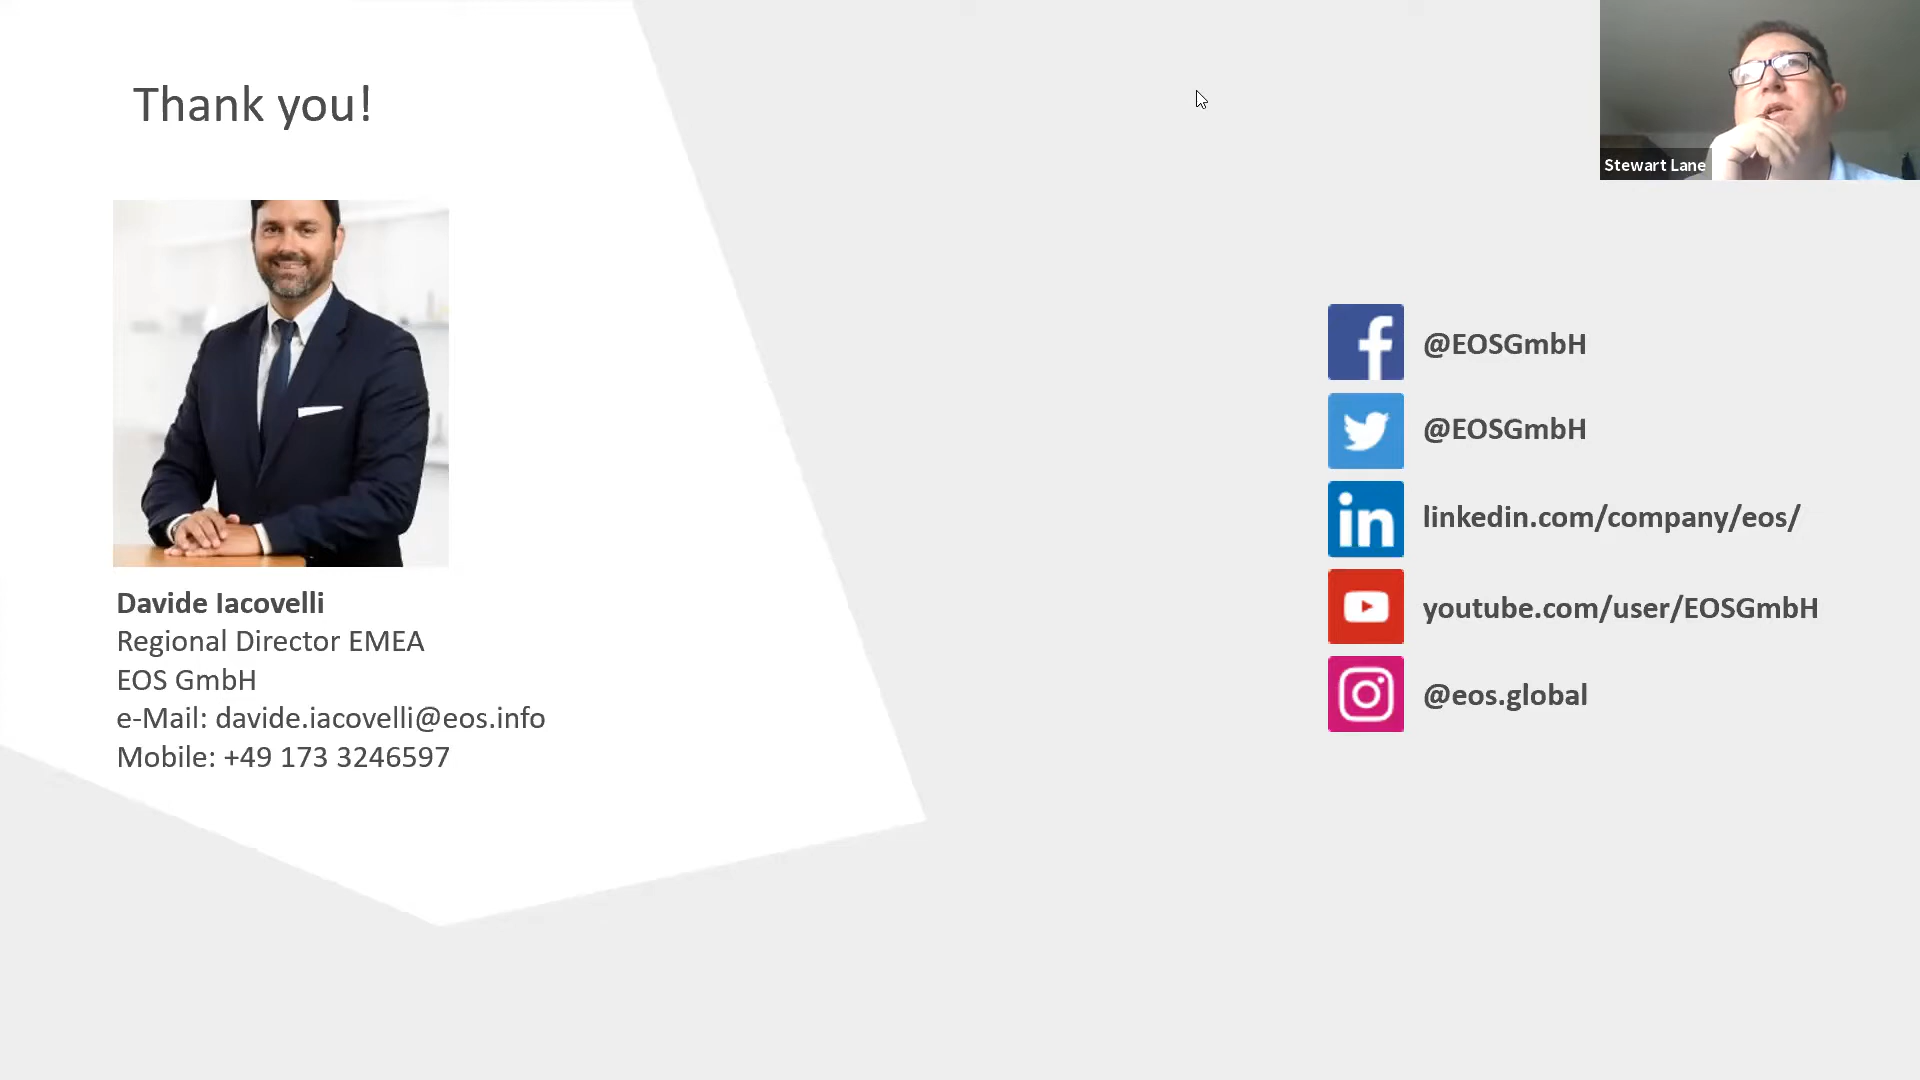 Thank you!
Stewart Lane
Davide Iacovelli
Regional Director EMEA
EOS GmbH
e-Mail: davide.iacovelli@eos.info
Mobile: +49 173 3246597
@EOSGmbH
@EOSGmbH
linkedin.com/company/eos/
youtube.com/user/EOSGmbH
@eos.global